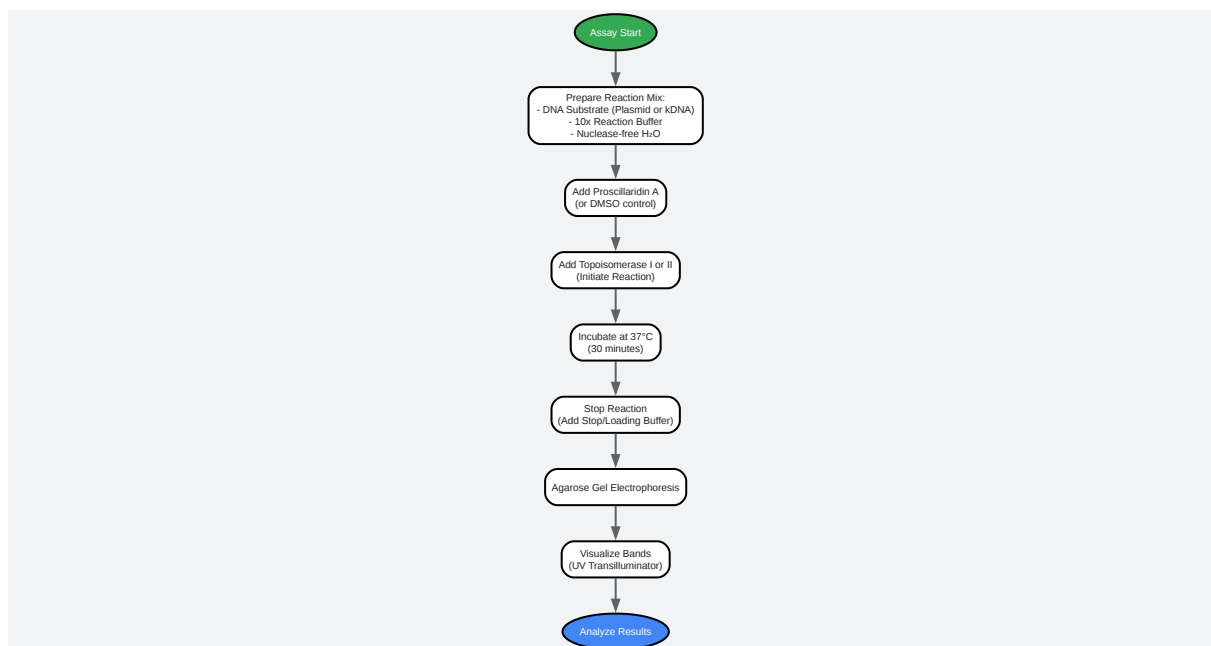 Assay Start
Prepare Reaction Mix:
- DNA Substrate (Plasmid or kDNA)
- 10x Reaction Buffer
- Nuclease-free H₂O
Add Proscillaridin A
(or DMSO control)
Add Topoisomerase I or II
(Initiate Reaction)
Incubate at 37°C
(30 minutes)
Stop Reaction
(Add Stop/Loading Buffer)
Agarose Gel Electrophoresis
Visualize Bands
(UV Transilluminator)
Analyze Results